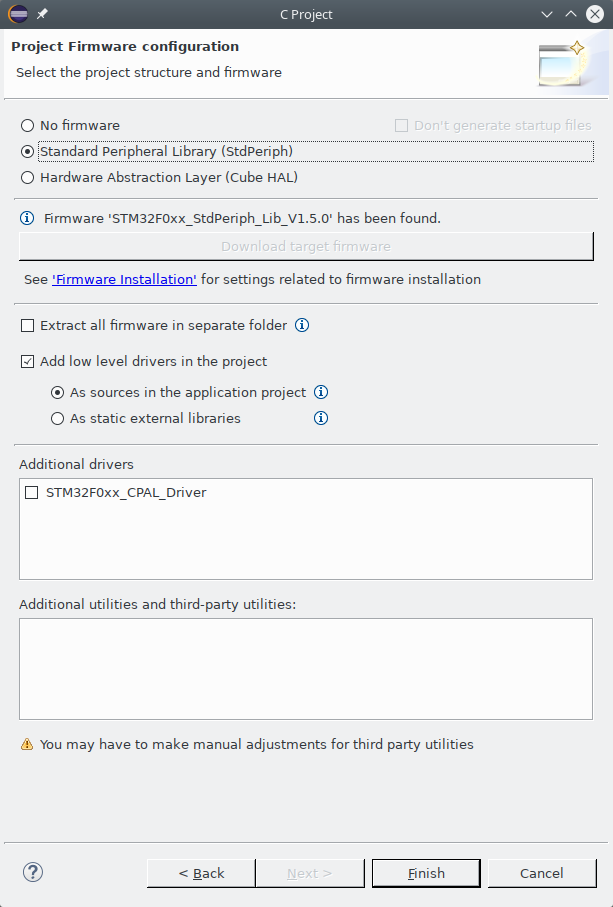 C Project
Project Firmware configuration
Select the project structure and firmware
No firmware
Don't generate startup files
Standard Peripheral Library (StdPeriph)
Hardware Abstraction Layer (Cube HAL)
Firmware 'STM32F0xx_StdPeriph_Lib_V1.5.0' has been found.
Download target firmware
See 'Firmware Installation' for settings related to firmware installation
Extract all firmware in separate folder
Add low level drivers in the project
As sources in the application project
As static external libraries
Additional drivers
STM32F0xx_CPAL_Driver
Additional utilities and third-party utilities:
You may have to make manual adjustments for third party utilities
? < Back Next > Finish Cancel